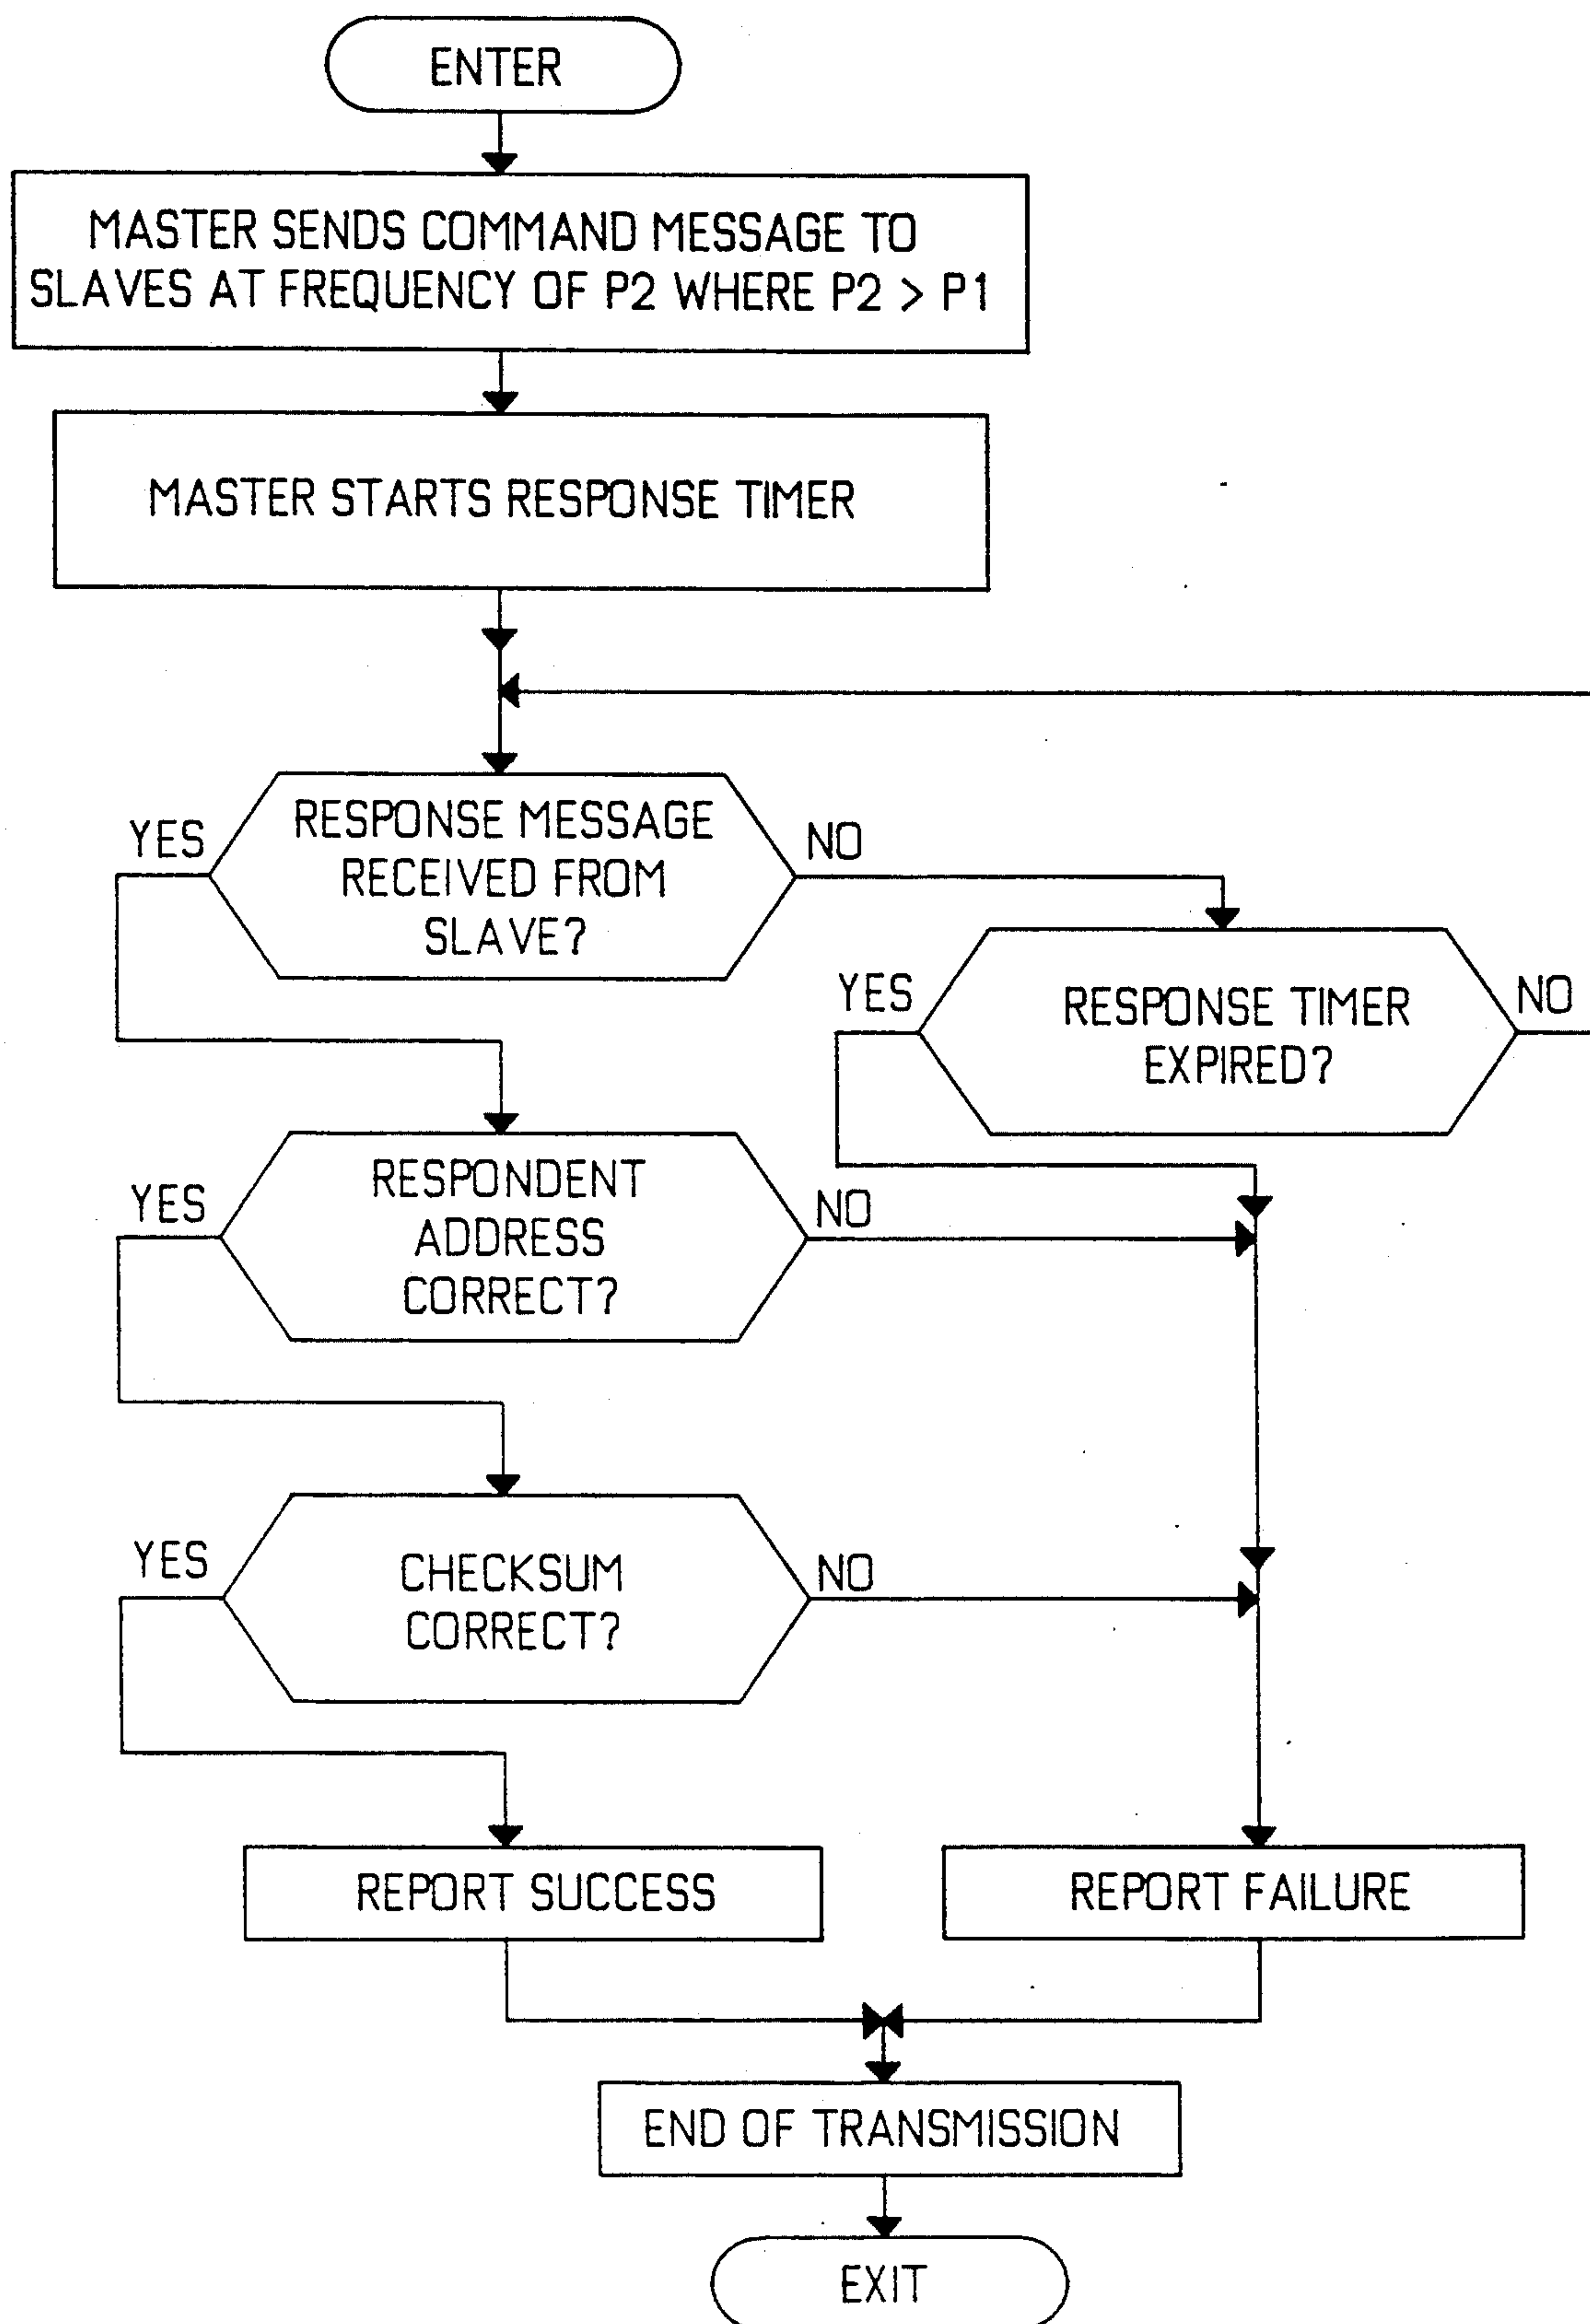 ENTER
MASTER SENDS COMMAND MESSAGE TO
SLAVES AT FREQUENCY OF P2 WHERE P2 > P1
MASTER STARTS RESPONSE TIMER
RESPONSE MESSAGE
RECEIVED FROM
SLAVE?
YES
NO
RESPONSE TIMER
EXPIRED?
YES
NO
RESPONDENT
ADDRESS
CORRECT?
YES
NO
CHECKSUM
CORRECT?
YES
NO
REPORT SUCCESS
REPORT FAILURE
END OF TRANSMISSION
EXIT